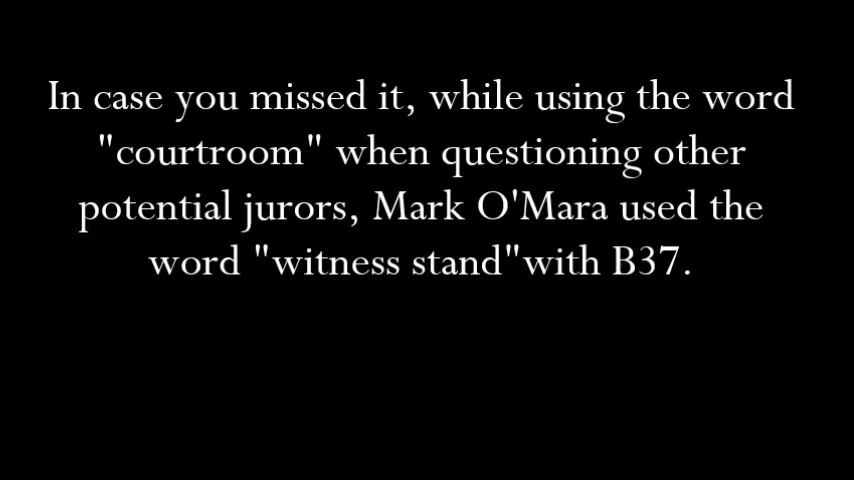 In case you missed it, while using the word
"courtroom" when questioning other
potential jurors, Mark O'Mara used the
word "witness stand"with B37.